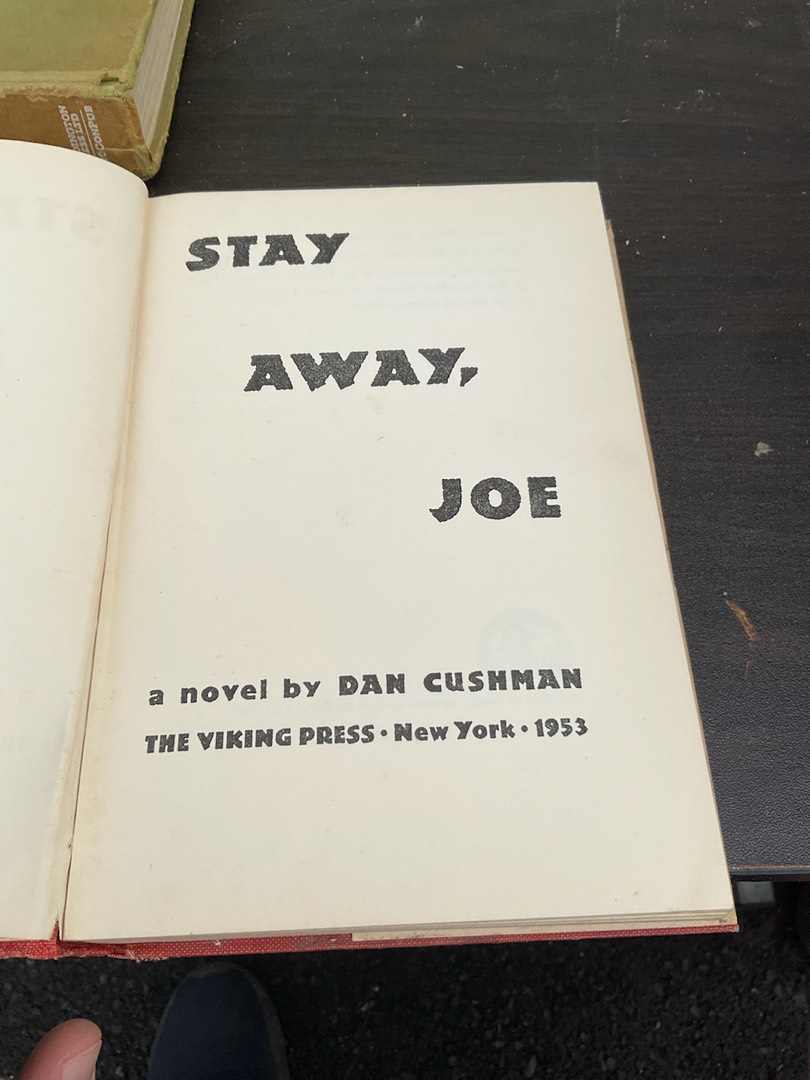 STAY
AWAY,
JOE
a novel by DAN CUSHMAN
THE VIKING PRESS • New York • 1953